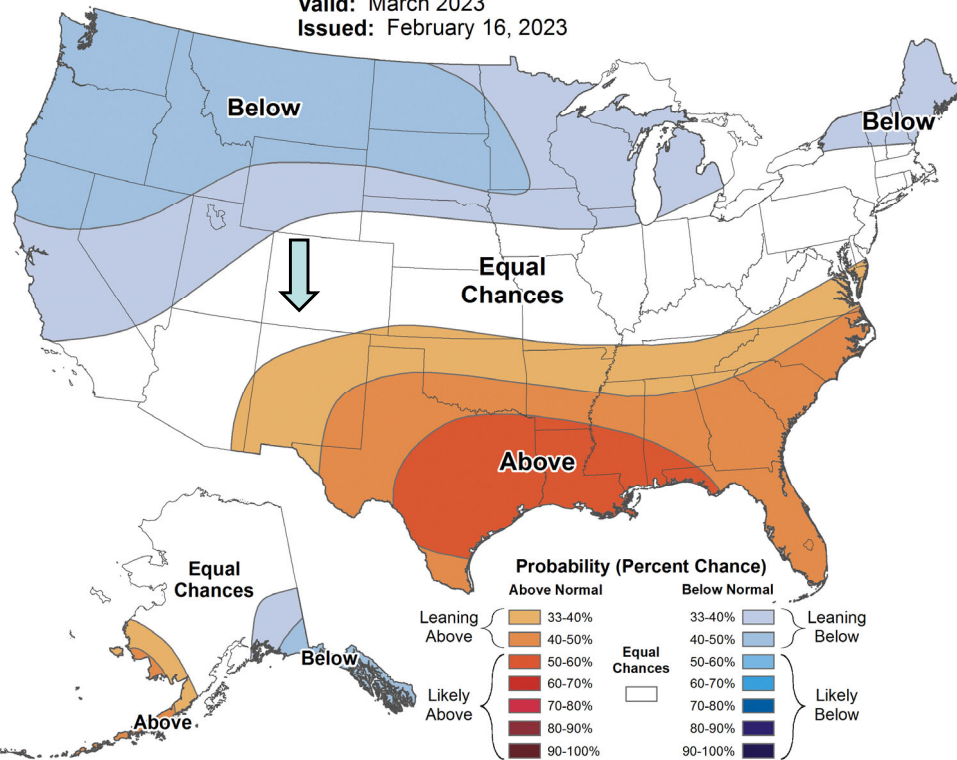 Valid: March 2023
Issued: February 16, 2023
Below
Below
Equal
Chances
Above
Equal
Chances
Below
Above
Probability (Percent Chance)
Above Normal
Below Normal
Leaning
Above
33-40%
40-50%
Likely
Above
50-60%
60-70%
70-80%
80-90%
90-100%
Equal
Chances
33-40%
40-50%
Leaning
Below
50-60%
60-70%
70-80%
80-90%
90-100%
Likely
Below